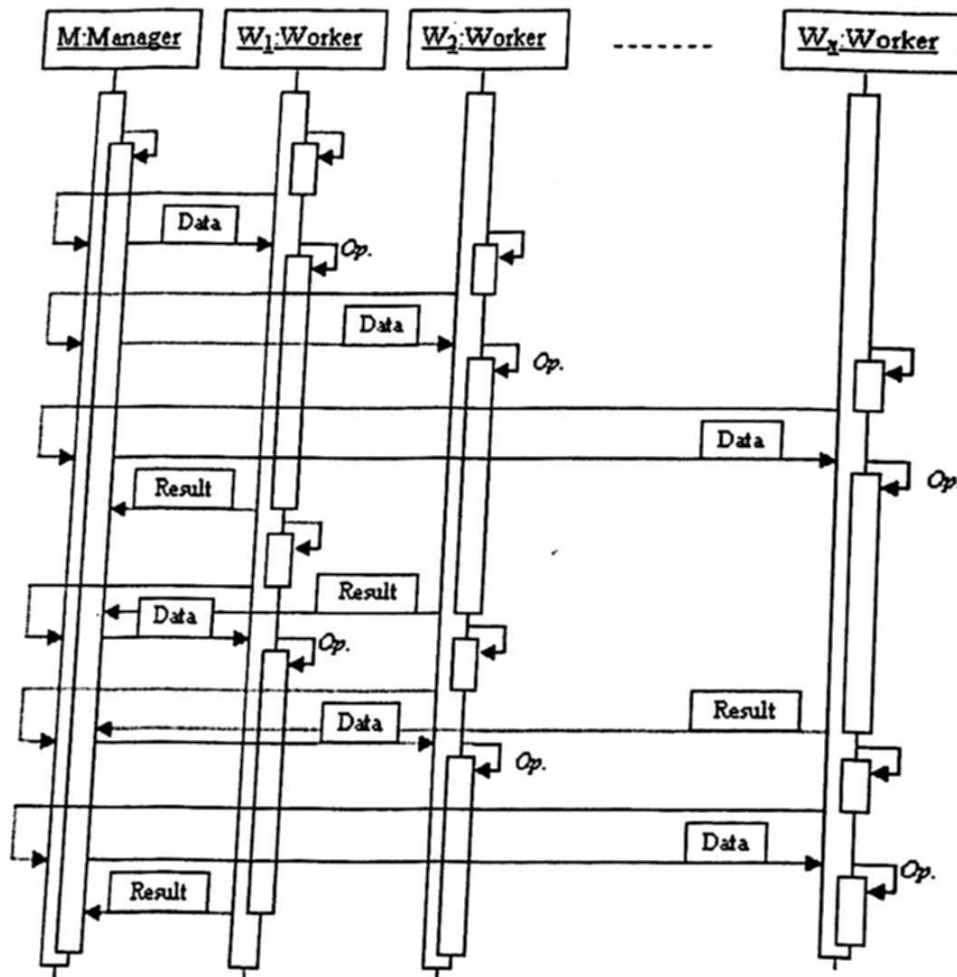 M:Manager
W1:Worker
W2:Worker
Wx:Worker
Data
Op.
Data
Op.
Data
Op.
Result
Result
Data
Op.
Result
Data
Op.
Data
Op.
Result